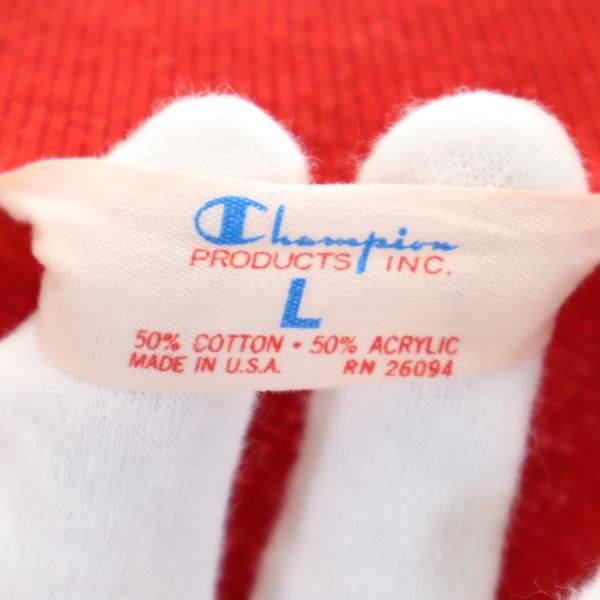 Champion
PRODUCTS INC.
L
50% COTTON • 50% ACRYLIC
MADE IN U.S.A. RN 26094